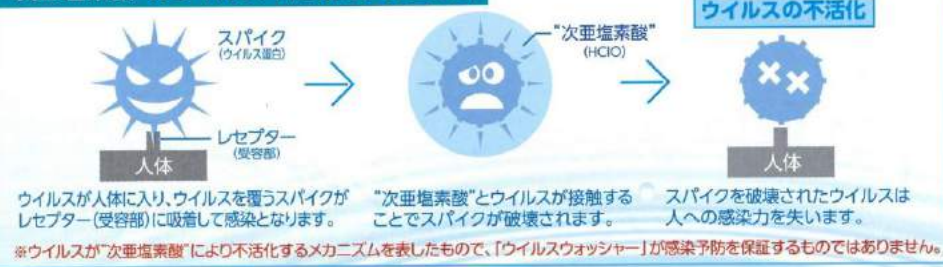 ウイルスの不活化
スパイク
(ウイルス蛋白)
レセプター
(受容部)
人体
"次亜塩素酸"
(HClO)
人体
ウイルスが人体に入り、ウイルスを覆うスパイクが
レセプター(受容部)に吸着して感染となります。
"次亜塩素酸"とウイルスが接触する
ことでスパイクが破壊されます。
スパイクを破壊されたウイルスは
人への感染力を失います。
※ウイルスが"次亜塩素酸"により不活化するメカニズムを表したもので、「ウイルスウォッシャー」が感染予防を保証するものではありません。